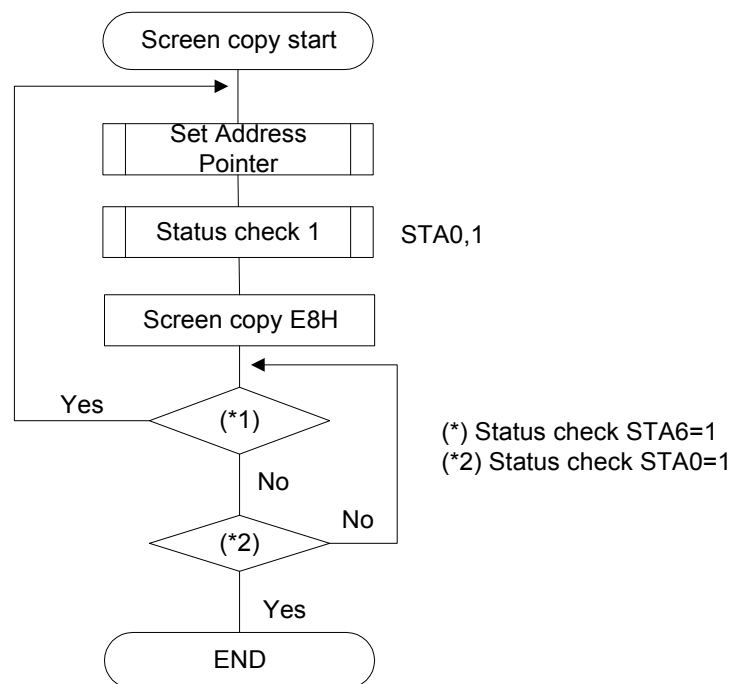 Screen copy start
Set Address
Pointer
Status check 1
STA0,1
Screen copy E8H
Yes
(*1)
(*) Status check STA6=1
(*2) Status check STA0=1
No
No
(*2)
Yes
END